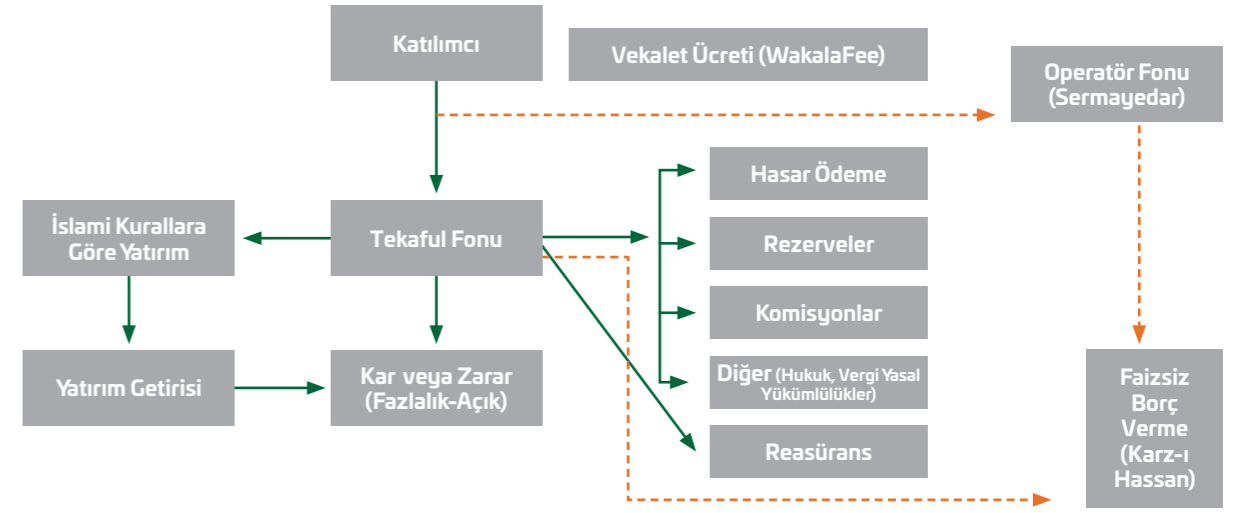 Katılımcı
Vekalet Ücreti (WakalaFee)
Operatör Fonu
(Sermayedar)
Hasar Ödeme
İslami Kurallara
Göre Yatırım
Tekaful Fonu
Rezerveler
Komisyonlar
Yatırım Getirisi
Kar veya Zarar
(Fazlalık-Açık)
Diğer (Hukuk, Vergi Yasal
Yükümlülükler)
Reasürans
Faizsiz
Borç
Verme
(Karz-ı
Hassan)